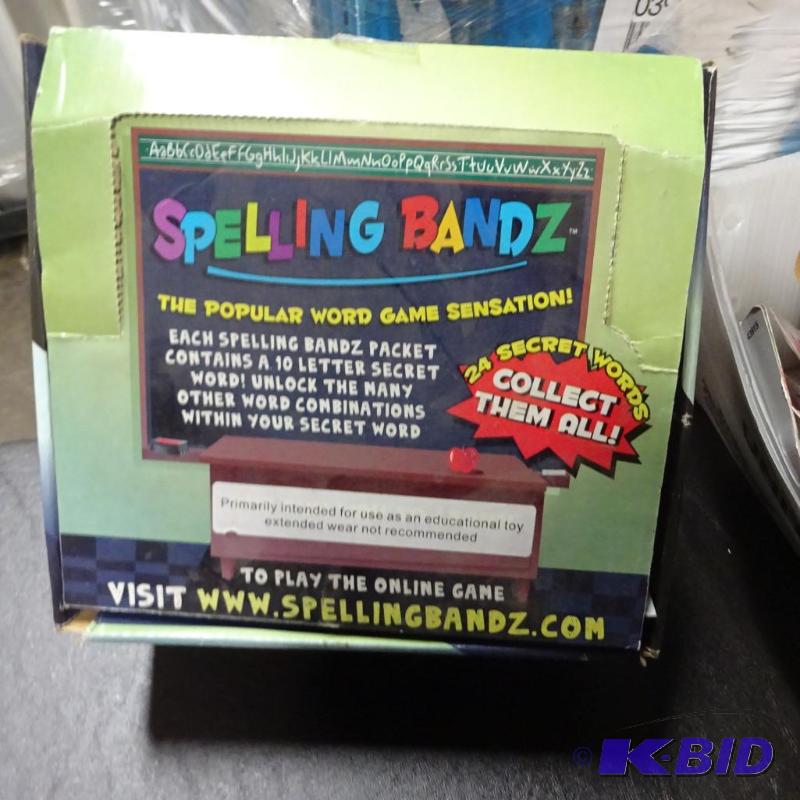 03
AaBbCcDdEeFfGgHhIiJjKkLlMmNnOoPpQqRrSsTtUuVvWwXxYyZz
SPELLING BANDZ™
THE POPULAR WORD GAME SENSATION!
EACH SPELLING BANDZ PACKET
CONTAINS A 10 LETTER SECRET
WORD! UNLOCK THE MANY
OTHER WORD COMBINATIONS
WITHIN YOUR SECRET WORD
24 SECRET WORDS
COLLECT
THEM ALL!
Primarily intended for use as an educational toy
extended wear not recommended
TO PLAY THE ONLINE GAME
VISIT WWW.SPELLINGBANDZ.COM
© K-BID